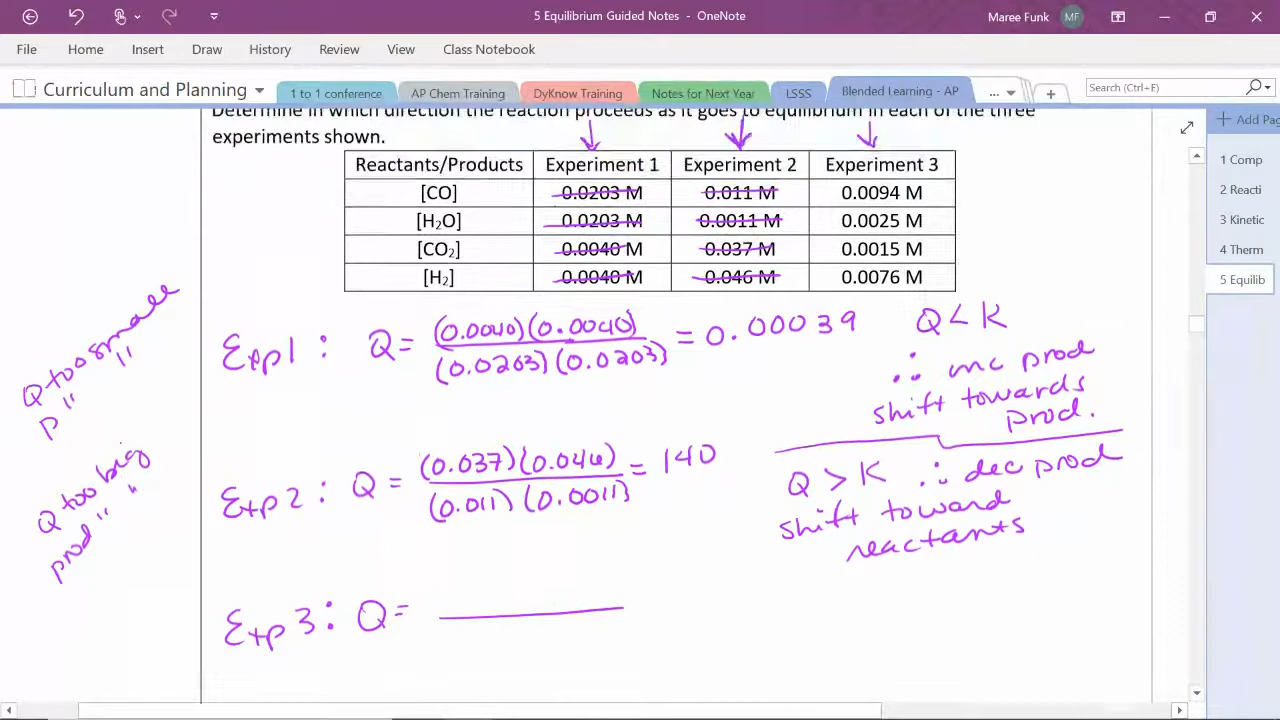 5 Equilibrium Guided Notes - OneNote
Maree Funk MF
File Home Insert Draw History Review View Class Notebook
Curriculum and Planning 1 to 1 conference AP Chem Training DyKnow Training Notes for Next Year LSSS Blended Learning - AP ... + Search (Ctrl+E)
Determine in which direction the reaction proceeds as it goes to equilibrium in each of the three
experiments shown.
Add Pag
1 Comp
2 Reacti
3 Kinetic
4 Therm
5 Equilib
Reactants/Products Experiment 1 Experiment 2 Experiment 3
[CO] 0.0203 M 0.011 M 0.0094 M
[H₂O] 0.0203 M 0.0011 M 0.0025 M
[CO₂] 0.0040 M 0.037 M 0.0015 M
[H₂] 0.0040 M 0.046 M 0.0076 M
Exp1 : Q = (0.0040)(0.0040) / (0.0203)(0.0203) = 0.00039
Q < K
∴ inc prod
shift towards
prod.
Q too small
"p"
Exp 2 : Q = (0.037)(0.046) / (0.011)(0.0011) = 140
Q > K ∴ dec prod
shift toward
reactants
Q too big
"prod"
Exp 3 : Q =